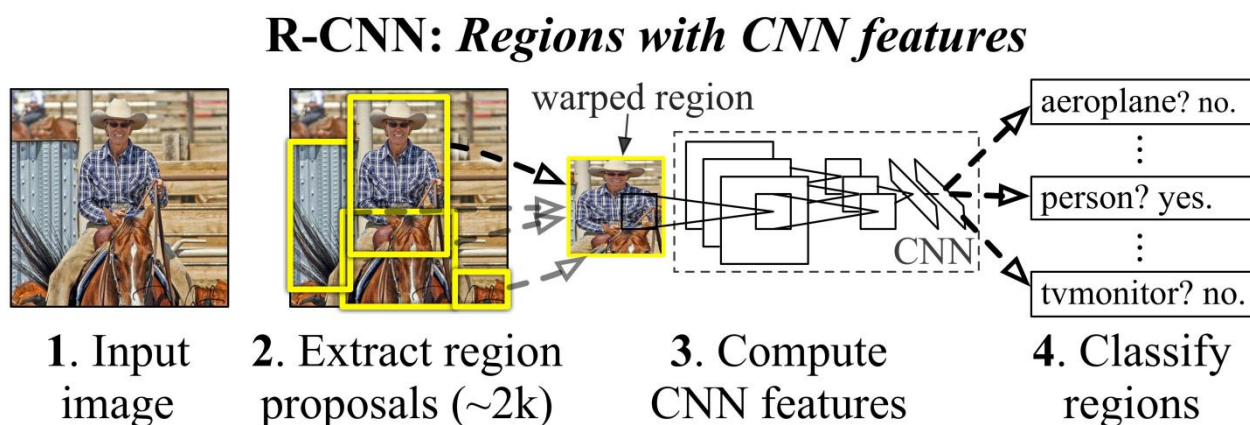 R-CNN: Regions with CNN features
warped region
aeroplane? no.
person? yes.
tvmonitor? no.
CNN
1. Input
image
2. Extract region
proposals (~2k)
3. Compute
CNN features
4. Classify
regions